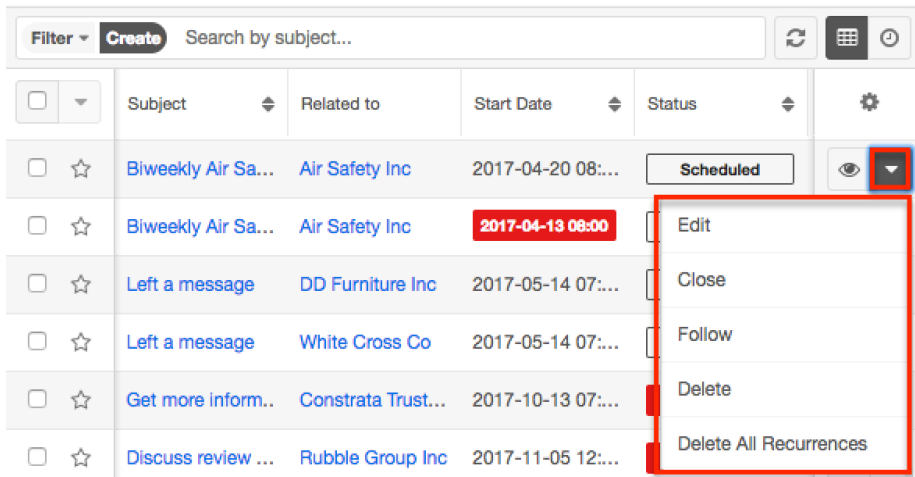 Filter Create Search by subject...
Subject Related to Start Date Status
Biweekly Air Sa... Air Safety Inc 2017-04-20 08:... Scheduled
Biweekly Air Sa... Air Safety Inc 2017-04-13 08:00 Edit
Left a message DD Furniture Inc 2017-05-14 07:... Close
Left a message White Cross Co 2017-05-14 07:... Follow
Get more inform.. Constrata Trust... 2017-10-13 07:... Delete
Discuss review ... Rubble Group Inc 2017-11-05 12:... Delete All Recurrences